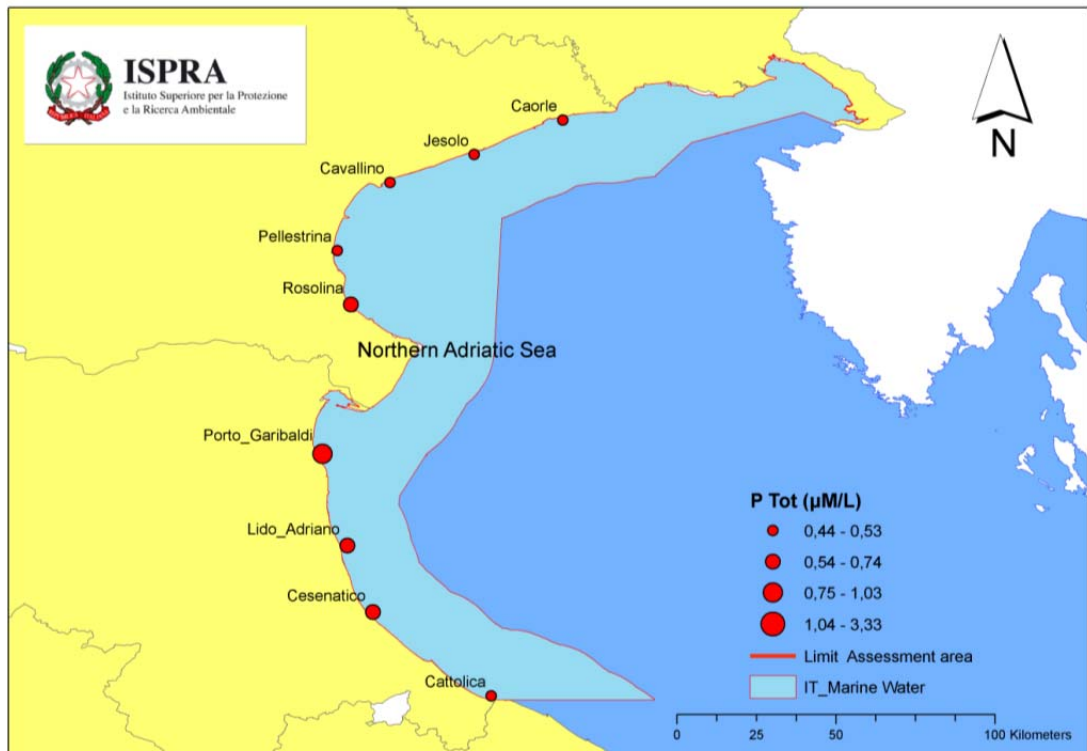 ISPRA
Istituto Superiore per la Protezione
e la Ricerca Ambientale
Caorle
Jesolo
Cavallino
Pellestrina
Rosolina
Northern Adriatic Sea
Porto_Garibaldi
Lido_Adriano
Cesenatico
Cattolica
N
P Tot (µM/L)
0,44 - 0,53
0,54 - 0,74
0,75 - 1,03
1,04 - 3,33
Limit Assessment area
IT_Marine Water
0 25 50 100 Kilometers